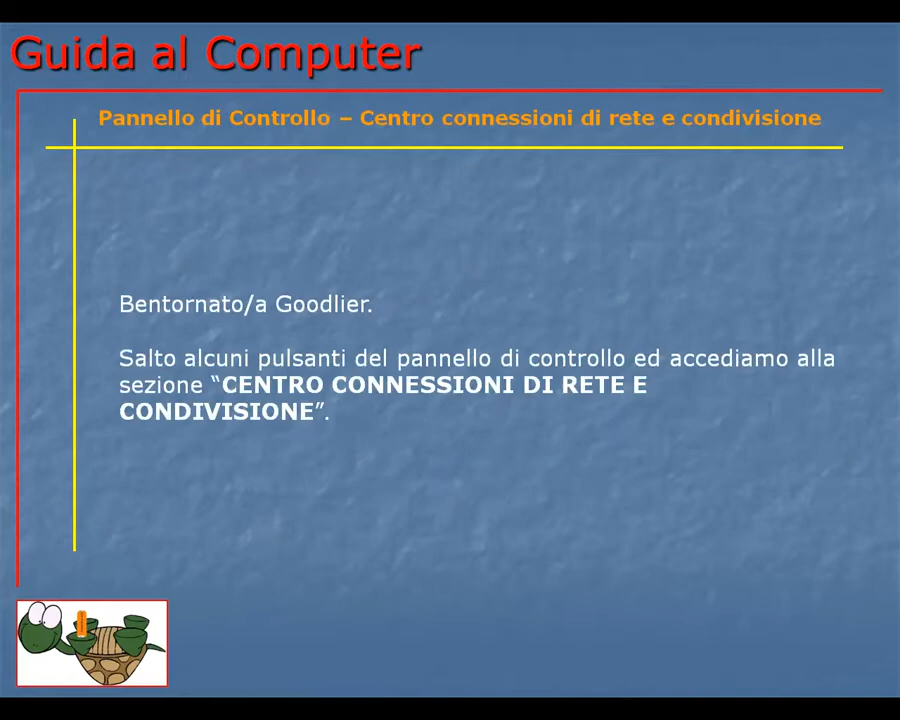 Guida al Computer
Pannello di Controllo – Centro connessioni di rete e condivisione
Bentornato/a Goodlier.
Salto alcuni pulsanti del pannello di controllo ed accediamo alla
sezione “CENTRO CONNESSIONI DI RETE E
CONDIVISIONE”.